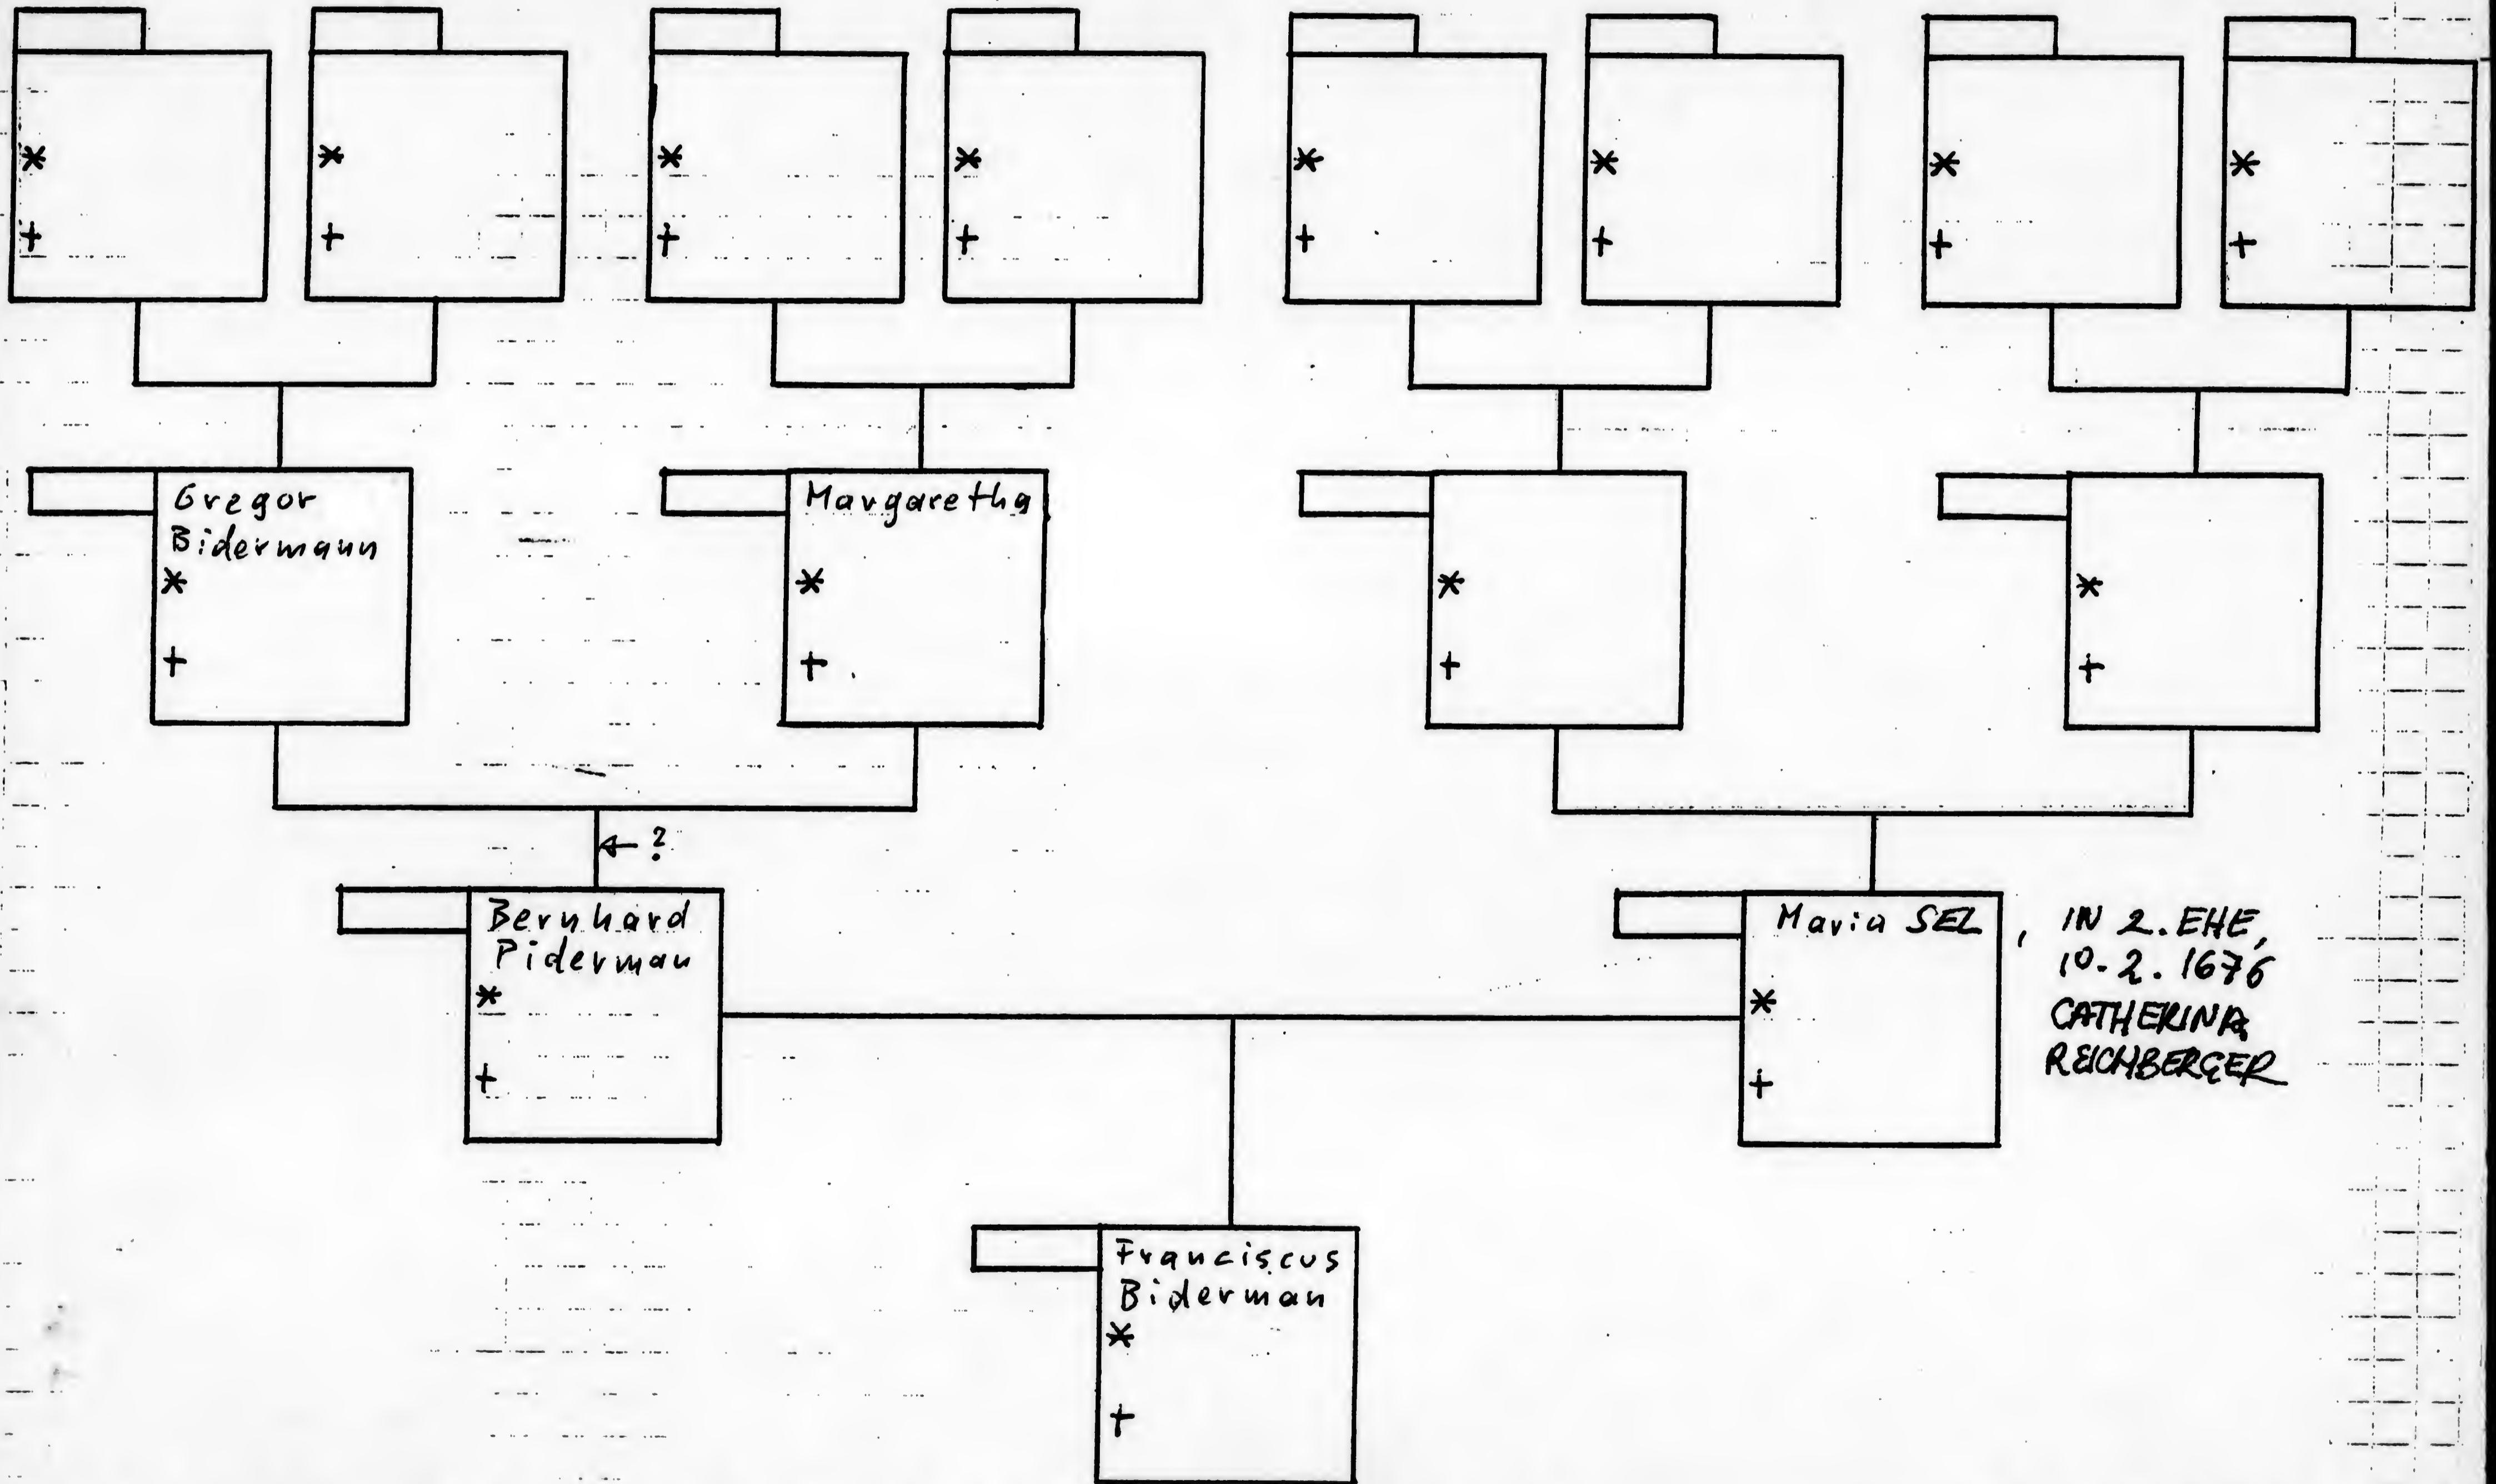 * * * * * * * *
+ + + + + + + +
Gregor
Bidermann
*
+
Margaretha
*
+
*
+
*
+
← ?
Bernhard
Piderman
*
+
Maria SEL
*
+
, IN 2. EHE,
10. 2. 1676
CATHERINA
REICHBERGER
Franciscus
Biderman
*
+